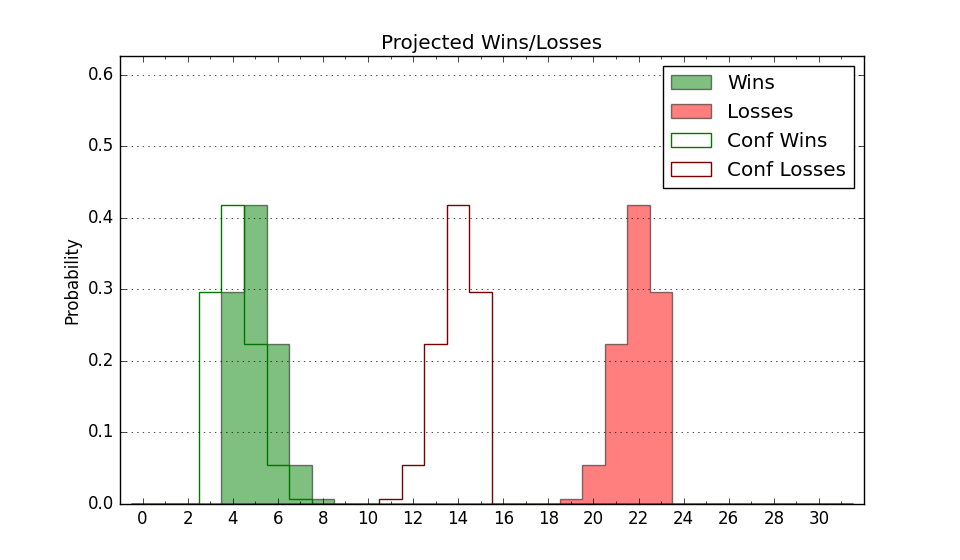 Projected Wins/Losses
0.6
0.5
0.4
0.3
0.2
0.1
0.0
Probability
Wins
Losses
Conf Wins
Conf Losses
0 2 4 6 8 10 12 14 16 18 20 22 24 26 28 30